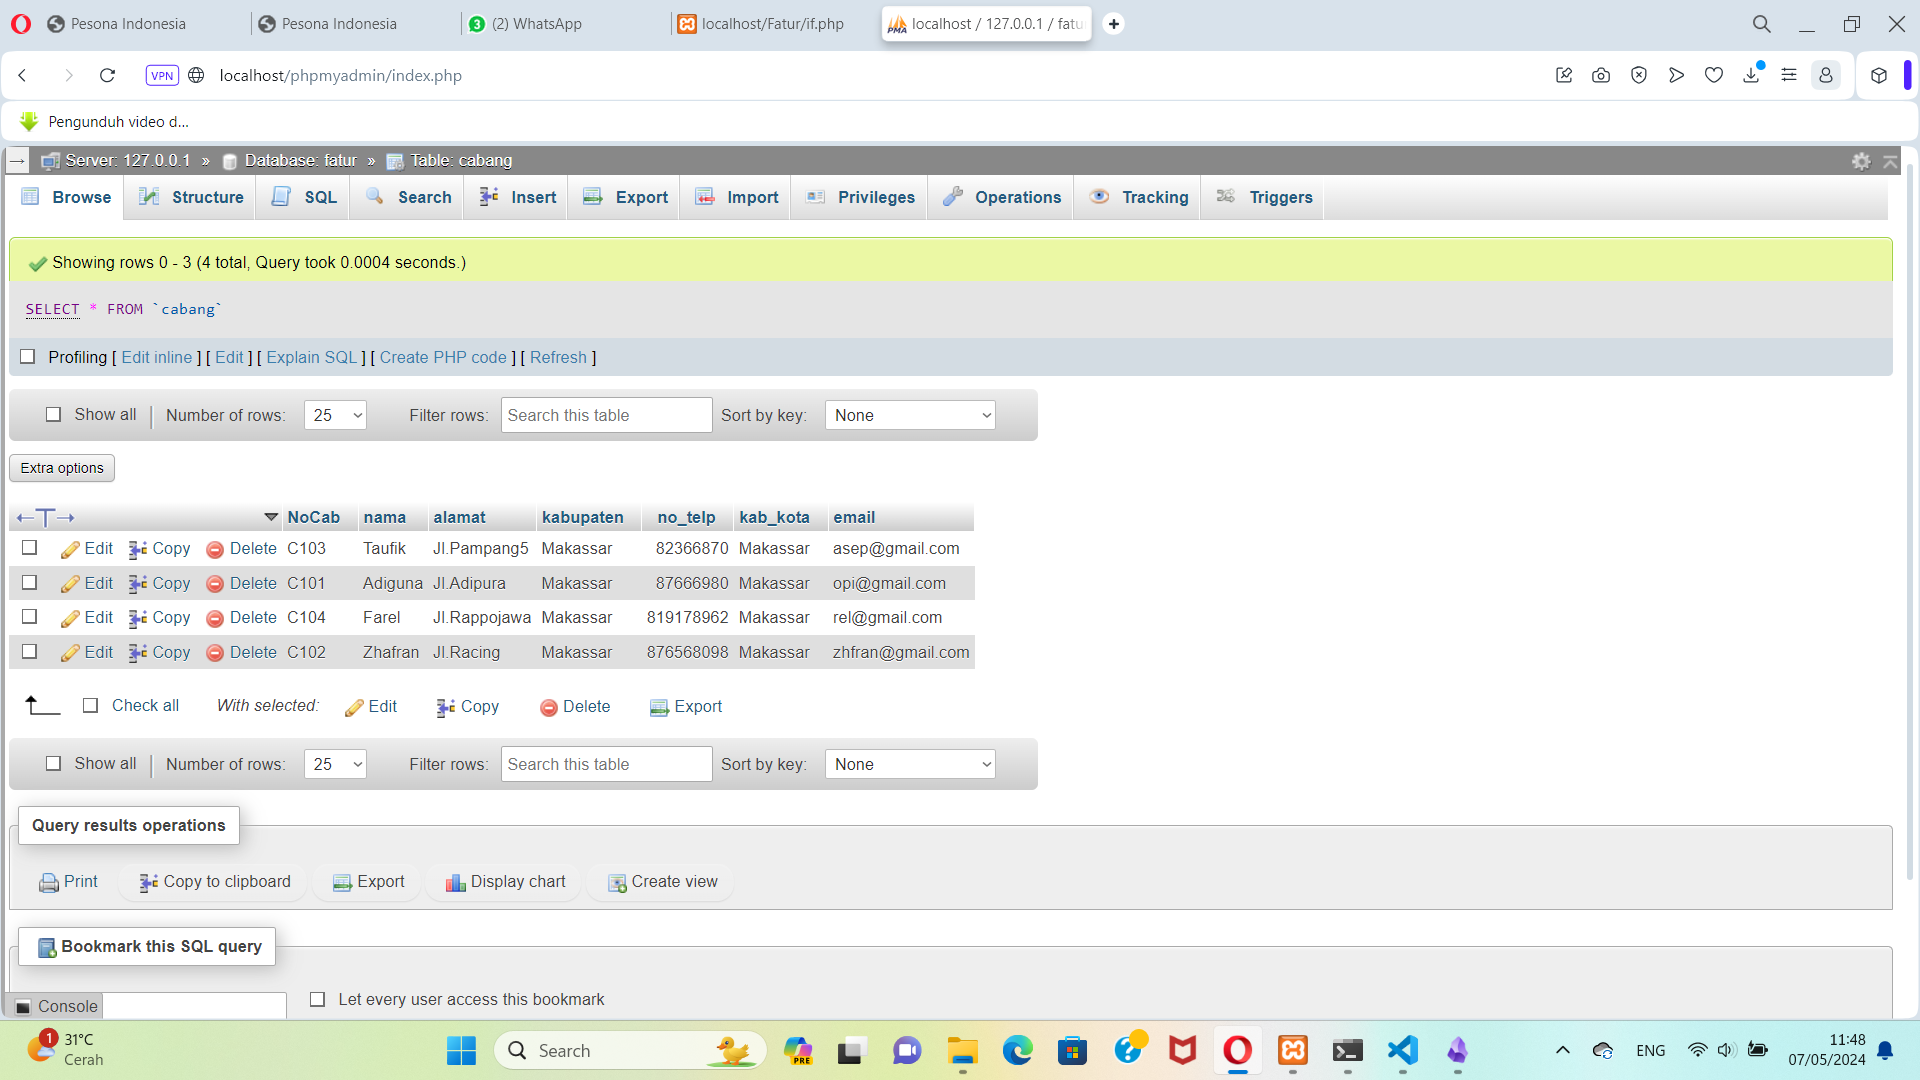 Pesona Indonesia
Pesona Indonesia
3 (2) WhatsApp
localhost/Fatur/if.php
PMA localhost / 127.0.0.1 / fatu
VPN localhost/phpmyadmin/index.php
Pengunduh video d...
Server: 127.0.0.1 » Database: fatur » Table: cabang
Browse Structure SQL Search Insert Export Import Privileges Operations Tracking Triggers
Showing rows 0 - 3 (4 total, Query took 0.0004 seconds.)
SELECT * FROM `cabang`
Profiling [ Edit inline ] [ Edit ] [ Explain SQL ] [ Create PHP code ] [ Refresh ]
Show all Number of rows: 25 Filter rows: Search this table Sort by key: None
Extra options
←T→ NoCab nama alamat kabupaten no_telp kab_kota email
Edit Copy Delete C103 Taufik Jl.Pampang5 Makassar 82366870 Makassar asep@gmail.com
Edit Copy Delete C101 Adiguna Jl.Adipura Makassar 87666980 Makassar opi@gmail.com
Edit Copy Delete C104 Farel Jl.Rappojawa Makassar 819178962 Makassar rel@gmail.com
Edit Copy Delete C102 Zhafran Jl.Racing Makassar 876568098 Makassar zhfran@gmail.com
Check all With selected: Edit Copy Delete Export
Show all Number of rows: 25 Filter rows: Search this table Sort by key: None
Query results operations
Print Copy to clipboard Export Display chart Create view
Bookmark this SQL query
Console Let every user access this bookmark
1 31°C
Cerah
Search
PRE
ENG
11:48
07/05/2024